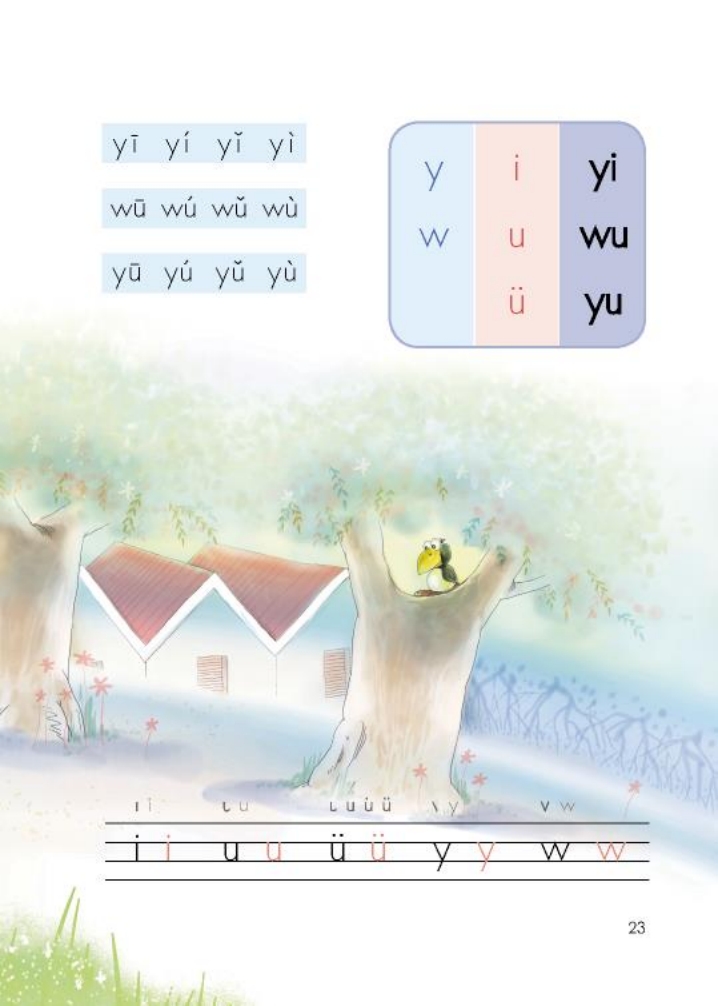 yī yí yǐ yì
wū wú wǔ wù
yū yú yǔ yù
y i yi
w u wu
ü yu
i i u u ü ü y y w w
23